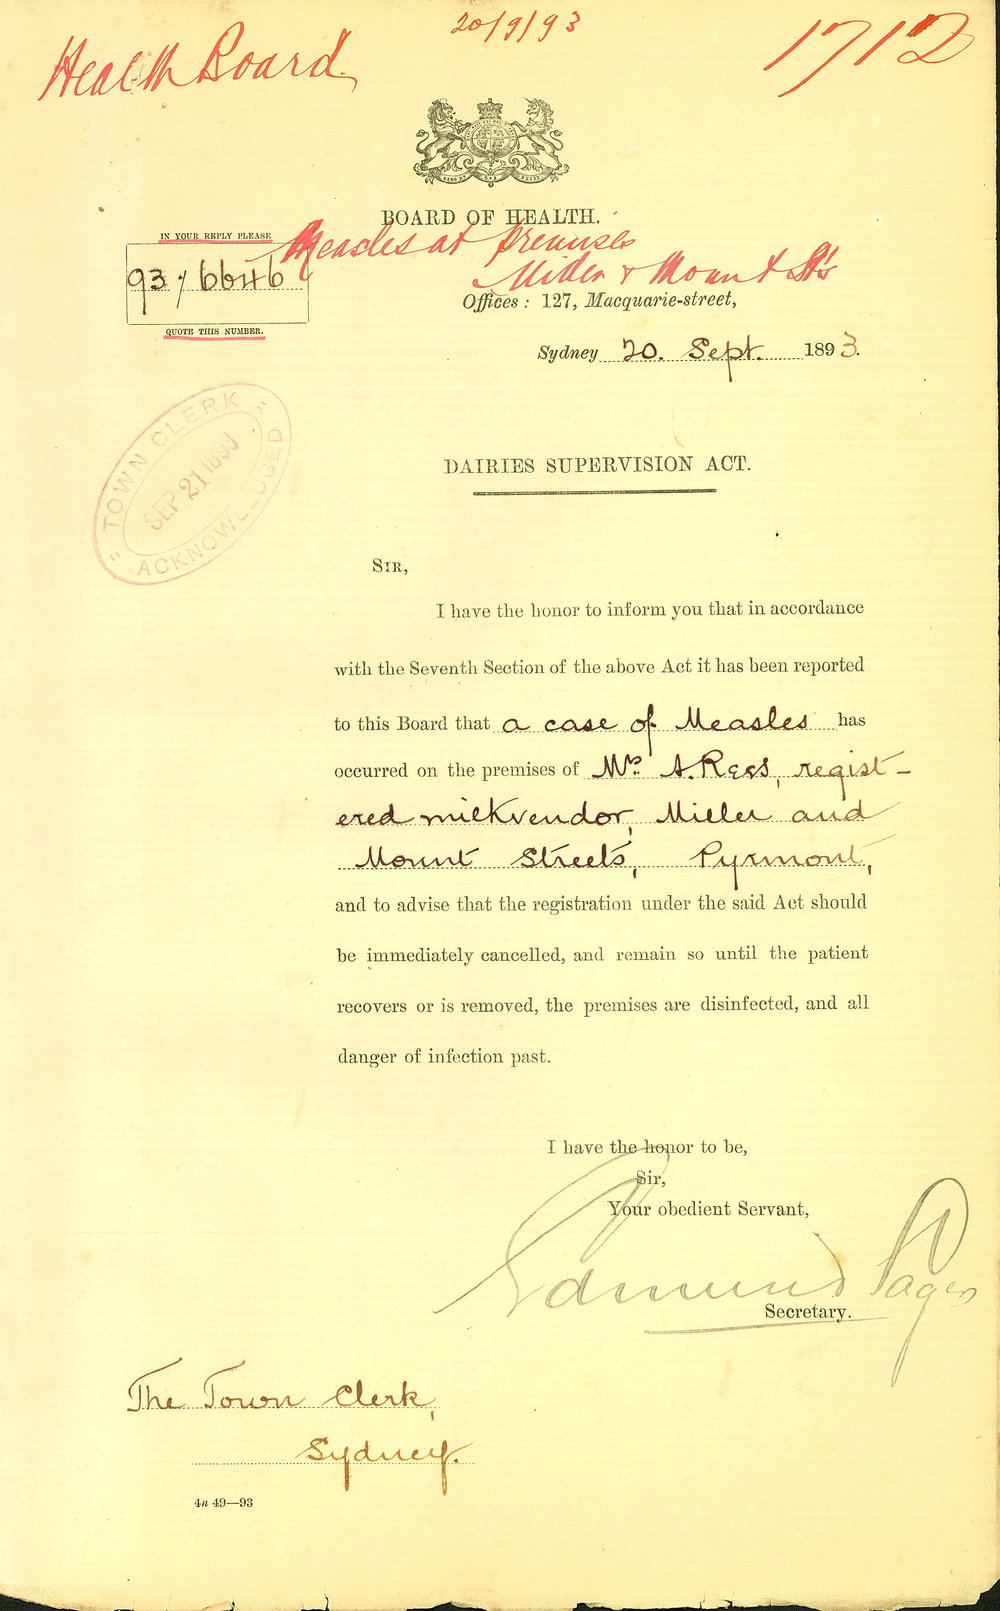 20/9/93
Health Board
1712
BOARD OF HEALTH.
IN YOUR REPLY PLEASE
93/6646
QUOTE THIS NUMBER.
Measles at premises
Miller & Mount Sts
Offices: 127, Macquarie-street,
Sydney 20. Sept. 1893.
"TOWN CLERK"
SEP 21 1893
ACKNOWLEDGED
DAIRIES SUPERVISION ACT.
SIR,
I have the honor to inform you that in accordance
with the Seventh Section of the above Act it has been reported
to this Board that a case of Measles has
occurred on the premises of Mrs. A. Rees, regist-
ered milkvendor, Miller and
Mount Streets, Pyrmont,
and to advise that the registration under the said Act should
be immediately cancelled, and remain so until the patient
recovers or is removed, the premises are disinfected, and all
danger of infection past.
I have the honor to be,
Sir,
Your obedient Servant,
Edmund Sager
Secretary.
The Town Clerk,
Sydney.
4n 49—93